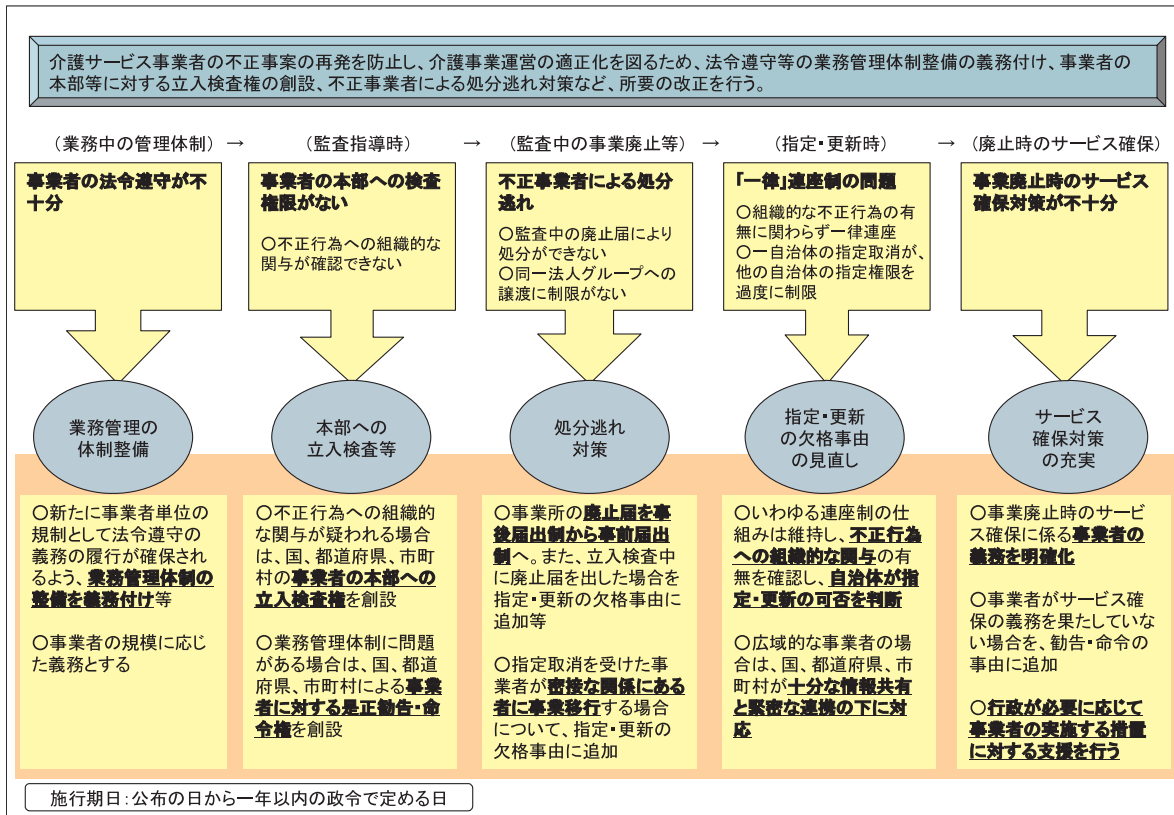 介護サービス事業者の不正事案の再発を防止し、介護事業運営の適正化を図るため、法令遵守等の業務管理体制整備の義務付け、事業者の
本部等に対する立入検査権の創設、不正事業者による処分逃れ対策など、所要の改正を行う。
（業務中の管理体制） → （監査指導時） → （監査中の事業廃止等） → （指定・更新時） → （廃止時のサービス確保）
事業者の法令遵守が不
十分
事業者の本部への検査
権限がない
○不正行為への組織的な
関与が確認できない
不正事業者による処分
逃れ
○監査中の廃止届により
処分ができない
○同一法人グループへの
譲渡に制限がない
「一律」連座制の問題
○組織的な不正行為の有
無に関わらず一律連座
○一自治体の指定取消が、
他の自治体の指定権限を
過度に制限
事業廃止時のサービス
確保対策が不十分
業務管理の
体制整備
本部への
立入検査等
処分逃れ
対策
指定・更新
の欠格事由
の見直し
サービス
確保対策
の充実
○新たに事業者単位の
規制として法令遵守の
義務の履行が確保され
るよう、業務管理体制の
整備を義務付け等
○事業者の規模に応じ
た義務とする
○不正行為への組織的
な関与が疑われる場合
は、国、都道府県、市町
村の事業者の本部への
立入検査権を創設
○業務管理体制に問題
がある場合は、国、都道
府県、市町村による事業
者に対する是正勧告・命
令権を創設
○事業所の廃止届を事
後届出制から事前届出
制へ。また、立入検査中
に廃止届を出した場合を
指定・更新の欠格事由に
追加等
○指定取消を受けた事
業者が密接な関係にある
者に事業移行する場合
について、指定・更新の
欠格事由に追加
○いわゆる連座制の仕
組みは維持し、不正行為
への組織的な関与の有
無を確認し、自治体が指
定・更新の可否を判断
○広域的な事業者の場
合は、国、都道府県、市
町村が十分な情報共有
と緊密な連携の下に対
応
○事業廃止時のサービ
ス確保に係る事業者の
義務を明確化
○事業者がサービス確
保の義務を果たしていな
い場合を、勧告・命令の
事由に追加
○行政が必要に応じて
事業者の実施する措置
に対する支援を行う
施行期日：公布の日から一年以内の政令で定める日